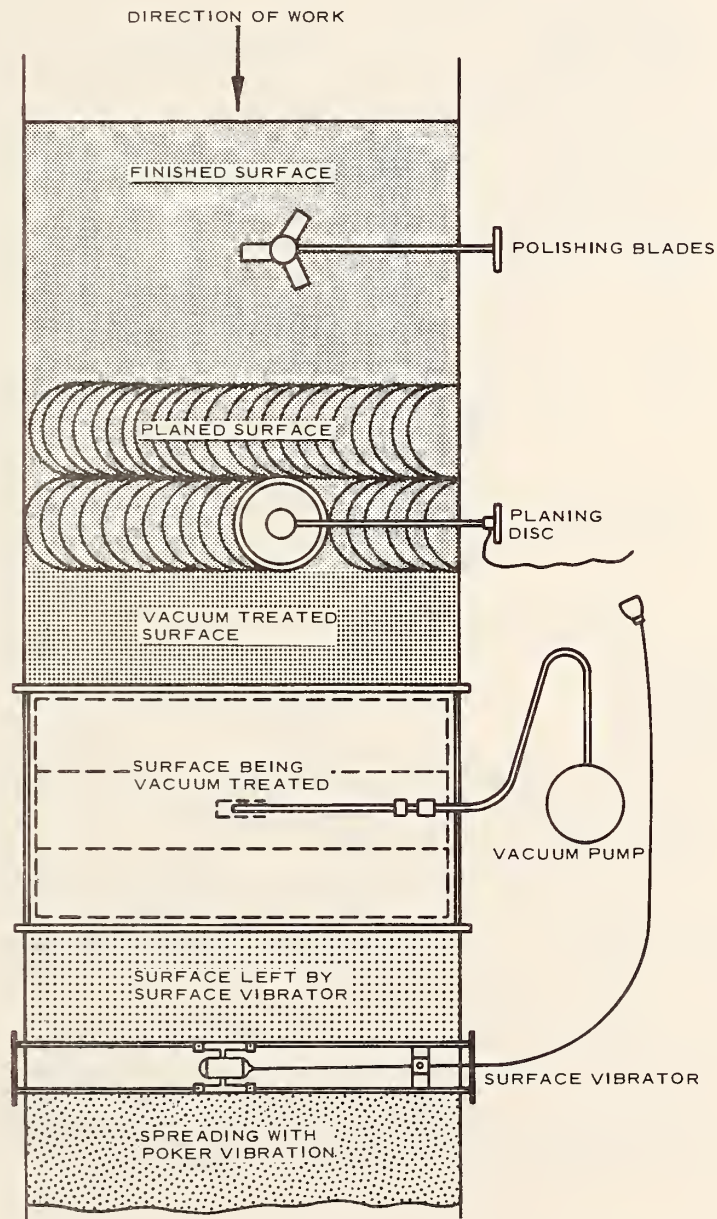 DIRECTION OF WORK
FINISHED SURFACE
POLISHING BLADES
PLANED SURFACE
PLANING
DISC
VACUUM TREATED
SURFACE
SURFACE BEING
VACUUM TREATED
VACUUM PUMP
SURFACE LEFT BY
SURFACE VIBRATOR
SURFACE VIBRATOR
SPREADING WITH
POKER VIBRATION